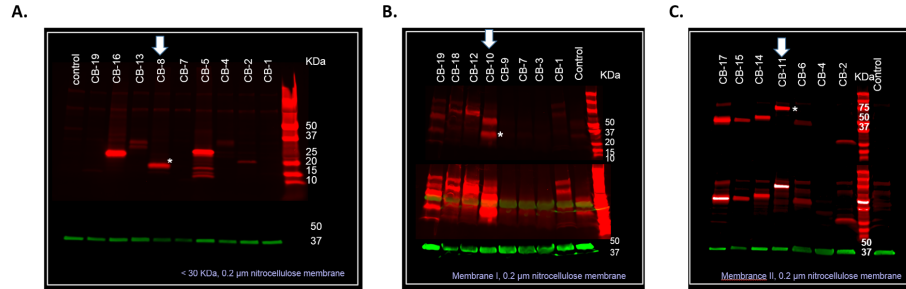 A.
control
CB-19
CB-16
CB-13
CB-8
CB-7
CB-5
CB-4
CB-2
CB-1
KDa
50
37
25
20
15
10
*
50
37
< 30 KDa, 0.2 µm nitrocellulose membrane
B.
CB-19
CB-18
CB-12
CB-10
CB-9
CB-7
CB-3
CB-1
Control
KDa
50
37
25
20
15
10
*
50
37
Membrane I, 0.2 µm nitrocellulose membrane
C.
CB-17
CB-15
CB-14
CB-11
CB-6
CB-4
CB-2
KDa
Control
75
50
37
*
50
37
Membrance II, 0.2 µm nitrocellulose membrane